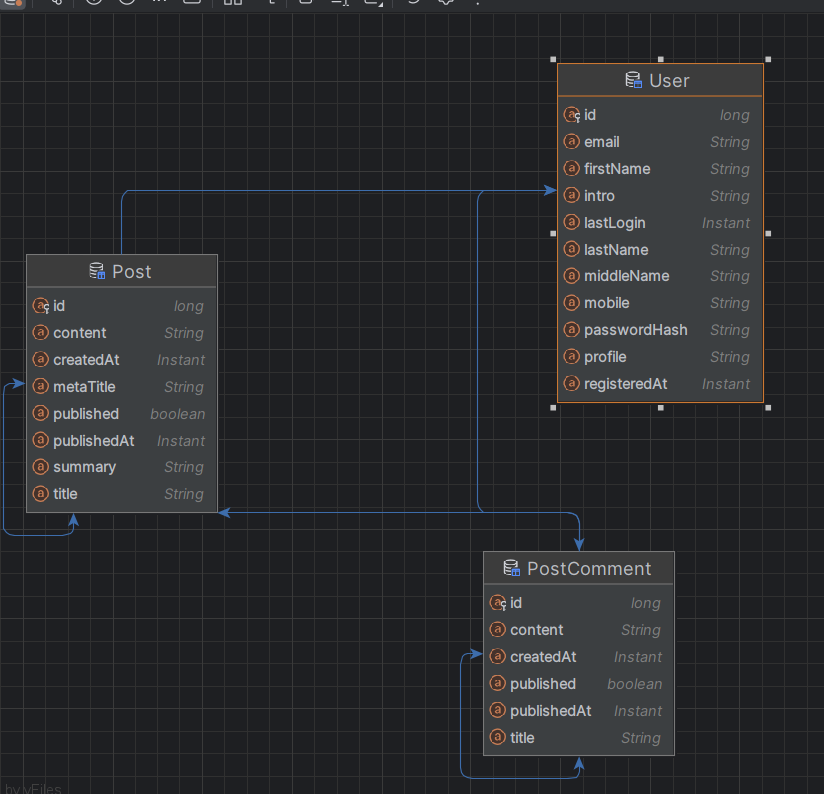 User
id long
email String
firstName String
intro String
lastLogin Instant
lastName String
middleName String
mobile String
passwordHash String
profile String
registeredAt Instant
Post
id long
content String
createdAt Instant
metaTitle String
published boolean
publishedAt Instant
summary String
title String
PostComment
id long
content String
createdAt Instant
published boolean
publishedAt Instant
title String
by yFiles